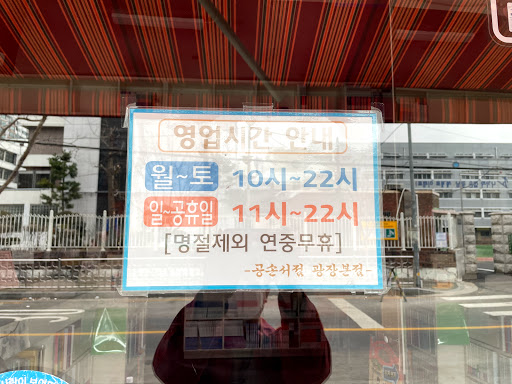 영업시간 안내
월~토 10시~22시
일~공휴일 11시~22시
[명절제외 연중무휴]
-공손서점 광장본점-